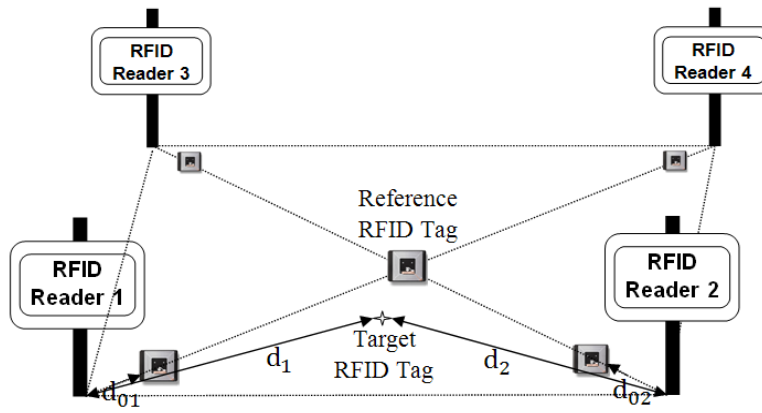 RFID
Reader 3
RFID
Reader 4
Reference
RFID Tag
RFID
Reader 1
RFID
Reader 2
Target
RFID Tag
d₁
d₂
d₀₁
d₀₂